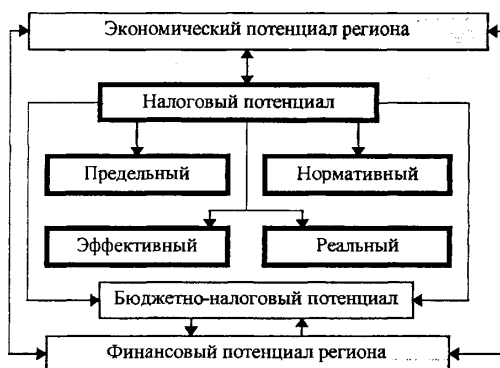 Экономический потенциал региона
Налоговый потенциал
Предельный
Нормативный
Эффективный
Реальный
Бюджетно-налоговый потенциал
Финансовый потенциал региона